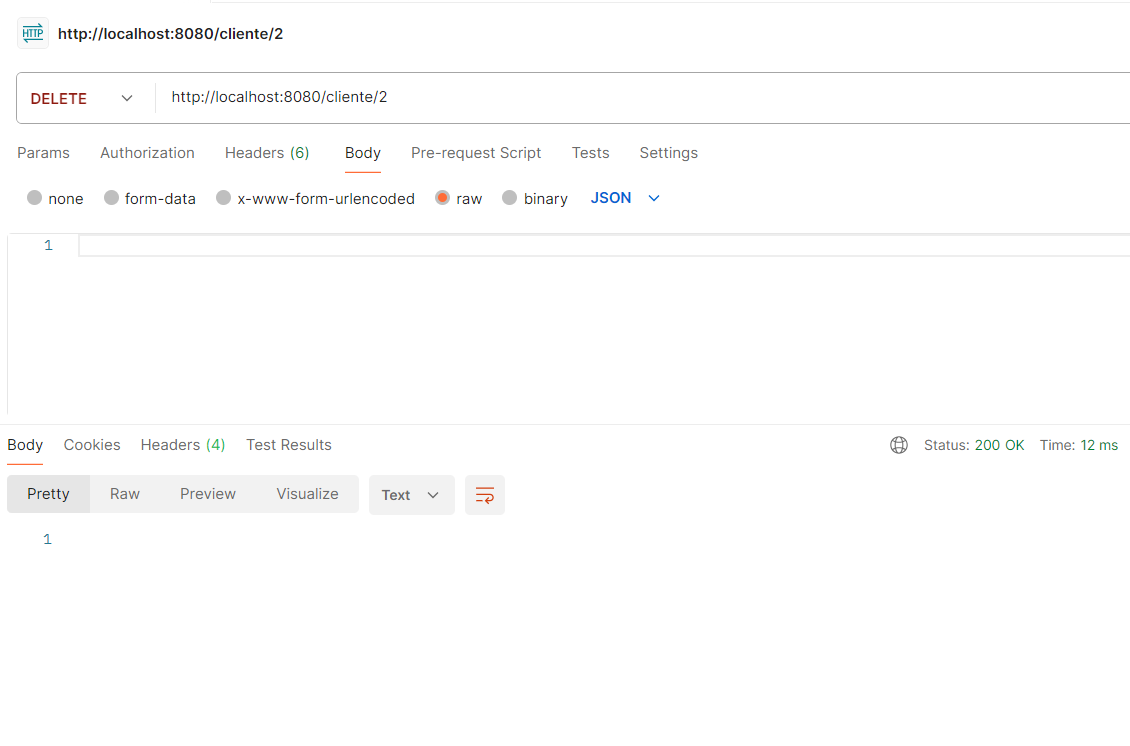 HTTP http://localhost:8080/cliente/2
DELETE http://localhost:8080/cliente/2
Params Authorization Headers (6) Body Pre-request Script Tests Settings
none form-data x-www-form-urlencoded raw binary JSON
1
Body Cookies Headers (4) Test Results Status: 200 OK Time: 12 ms
Pretty Raw Preview Visualize Text
1